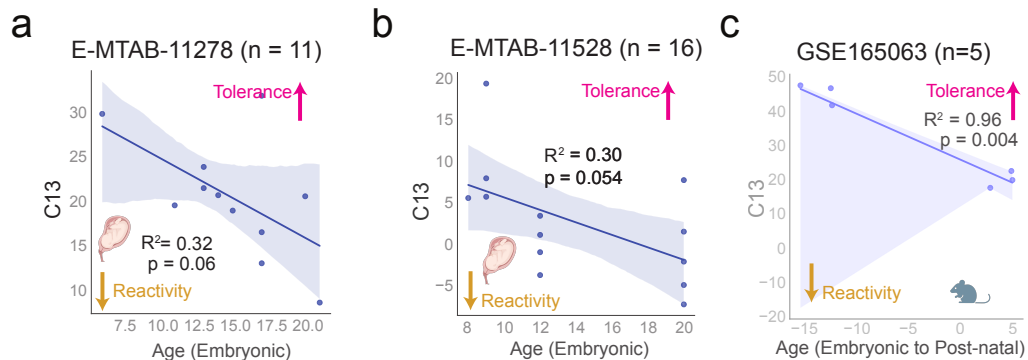 a
E-MTAB-11278 (n = 11)
Tolerance
30
25
20
15
10
C13
R² = 0.32
p = 0.06
Reactivity
7.5 10.0 12.5 15.0 17.5 20.0
Age (Embryonic)
b
E-MTAB-11528 (n = 16)
Tolerance
20
15
10
5
0
−5
C13
R² = 0.30
p = 0.054
Reactivity
8 10 12 14 16 18 20
Age (Embryonic)
c
GSE165063 (n=5)
Tolerance
50
40
30
20
10
0
−10
−20
C13
R² = 0.96
p = 0.004
Reactivity
−15 −10 −5 0 5
Age (Embryonic to Post-natal)